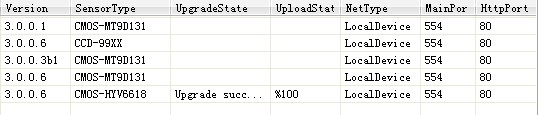 Version SensorType UpgradeState UploadStat NetType MainPor HttpPort
3.0.0.1 CMOS-MT9D131 LocalDevice 554 80
3.0.0.6 CCD-99XX LocalDevice 554 80
3.0.0.3b1 CMOS-MT9D131 LocalDevice 554 80
3.0.0.6 CMOS-MT9D131 LocalDevice 554 80
3.0.0.6 CMOS-HYV6618 Upgrade succ... %100 LocalDevice 554 80